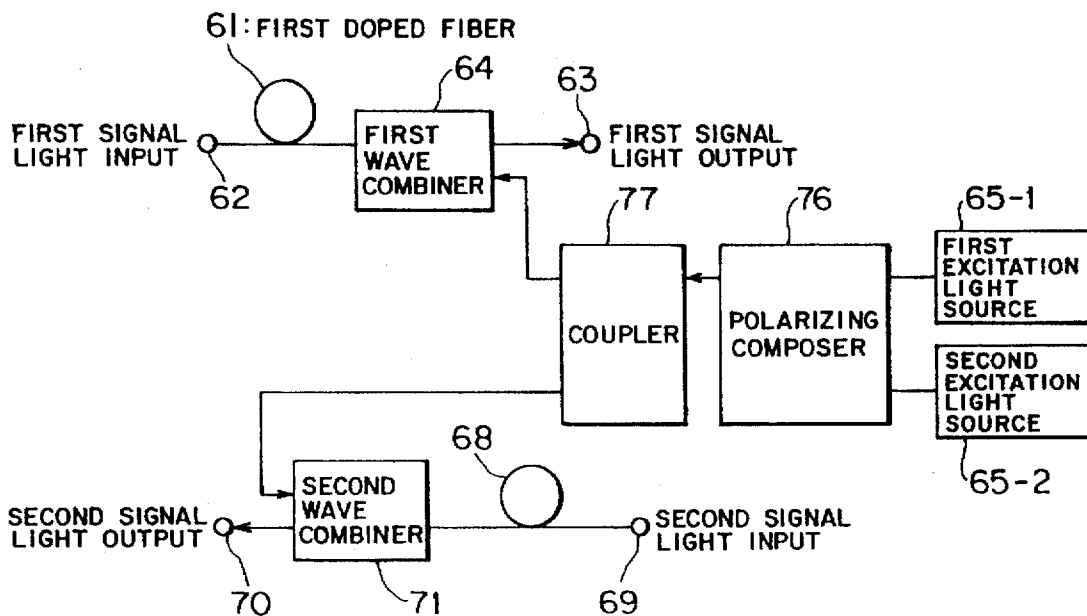 61: FIRST DOPED FIBER
64
63
FIRST SIGNAL
LIGHT INPUT
FIRST
WAVE
COMBINER
FIRST SIGNAL
LIGHT OUTPUT
62
77
76
65-1
FIRST
EXCITATION
LIGHT
SOURCE
COUPLER
POLARIZING
COMPOSER
SECOND
EXCITATION
LIGHT
SOURCE
68
65-2
SECOND SIGNAL
LIGHT OUTPUT
SECOND
WAVE
COMBINER
SECOND SIGNAL
LIGHT INPUT
70
71
69